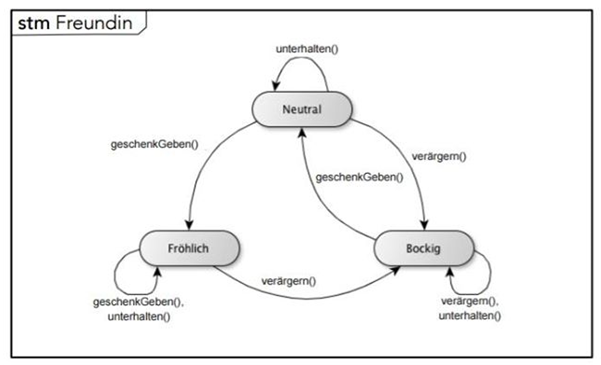 stm Freundin
unterhalten()
Neutral
geschenkGeben()
verärgern()
geschenkGeben()
Fröhlich
Bockig
verärgern()
geschenkGeben(),
unterhalten()
verärgern(),
unterhalten()